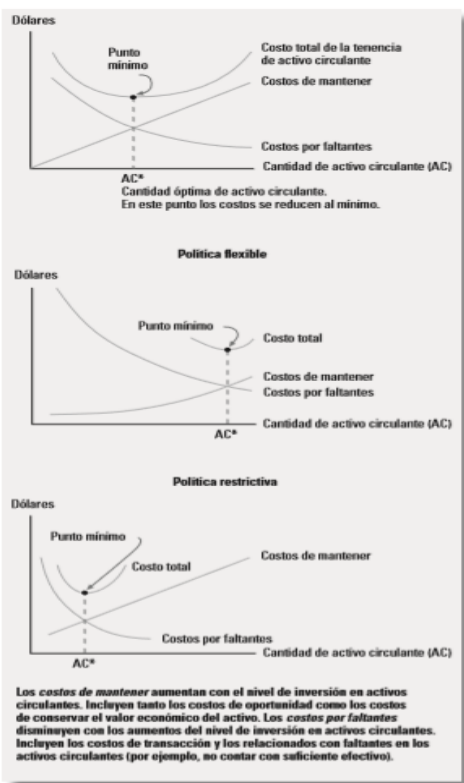 Dólares
Punto
mínimo
Costo total de la tenencia
de activo circulante
Costos de mantener
Costos por faltantes
Cantidad de activo circulante (AC)
AC*
Cantidad óptima de activo circulante.
En este punto los costos se reducen al mínimo.
Política flexible
Dólares
Punto mínimo
Costo total
Costos de mantener
Costos por faltantes
Cantidad de activo circulante (AC)
AC*
Política restrictiva
Dólares
Punto mínimo
Costos de mantener
Costo total
Costos por faltantes
Cantidad de activo circulante (AC)
AC*
Los costos de mantener aumentan con el nivel de inversión en activos
circulantes. Incluyen tanto los costos de oportunidad como los costos
de conservar el valor económico del activo. Los costos por faltantes
disminuyen con los aumentos del nivel de inversión en activos circulantes.
Incluyen los costos de transacción y los relacionados con faltantes en los
activos circulantes (por ejemplo, no contar con suficiente efectivo).